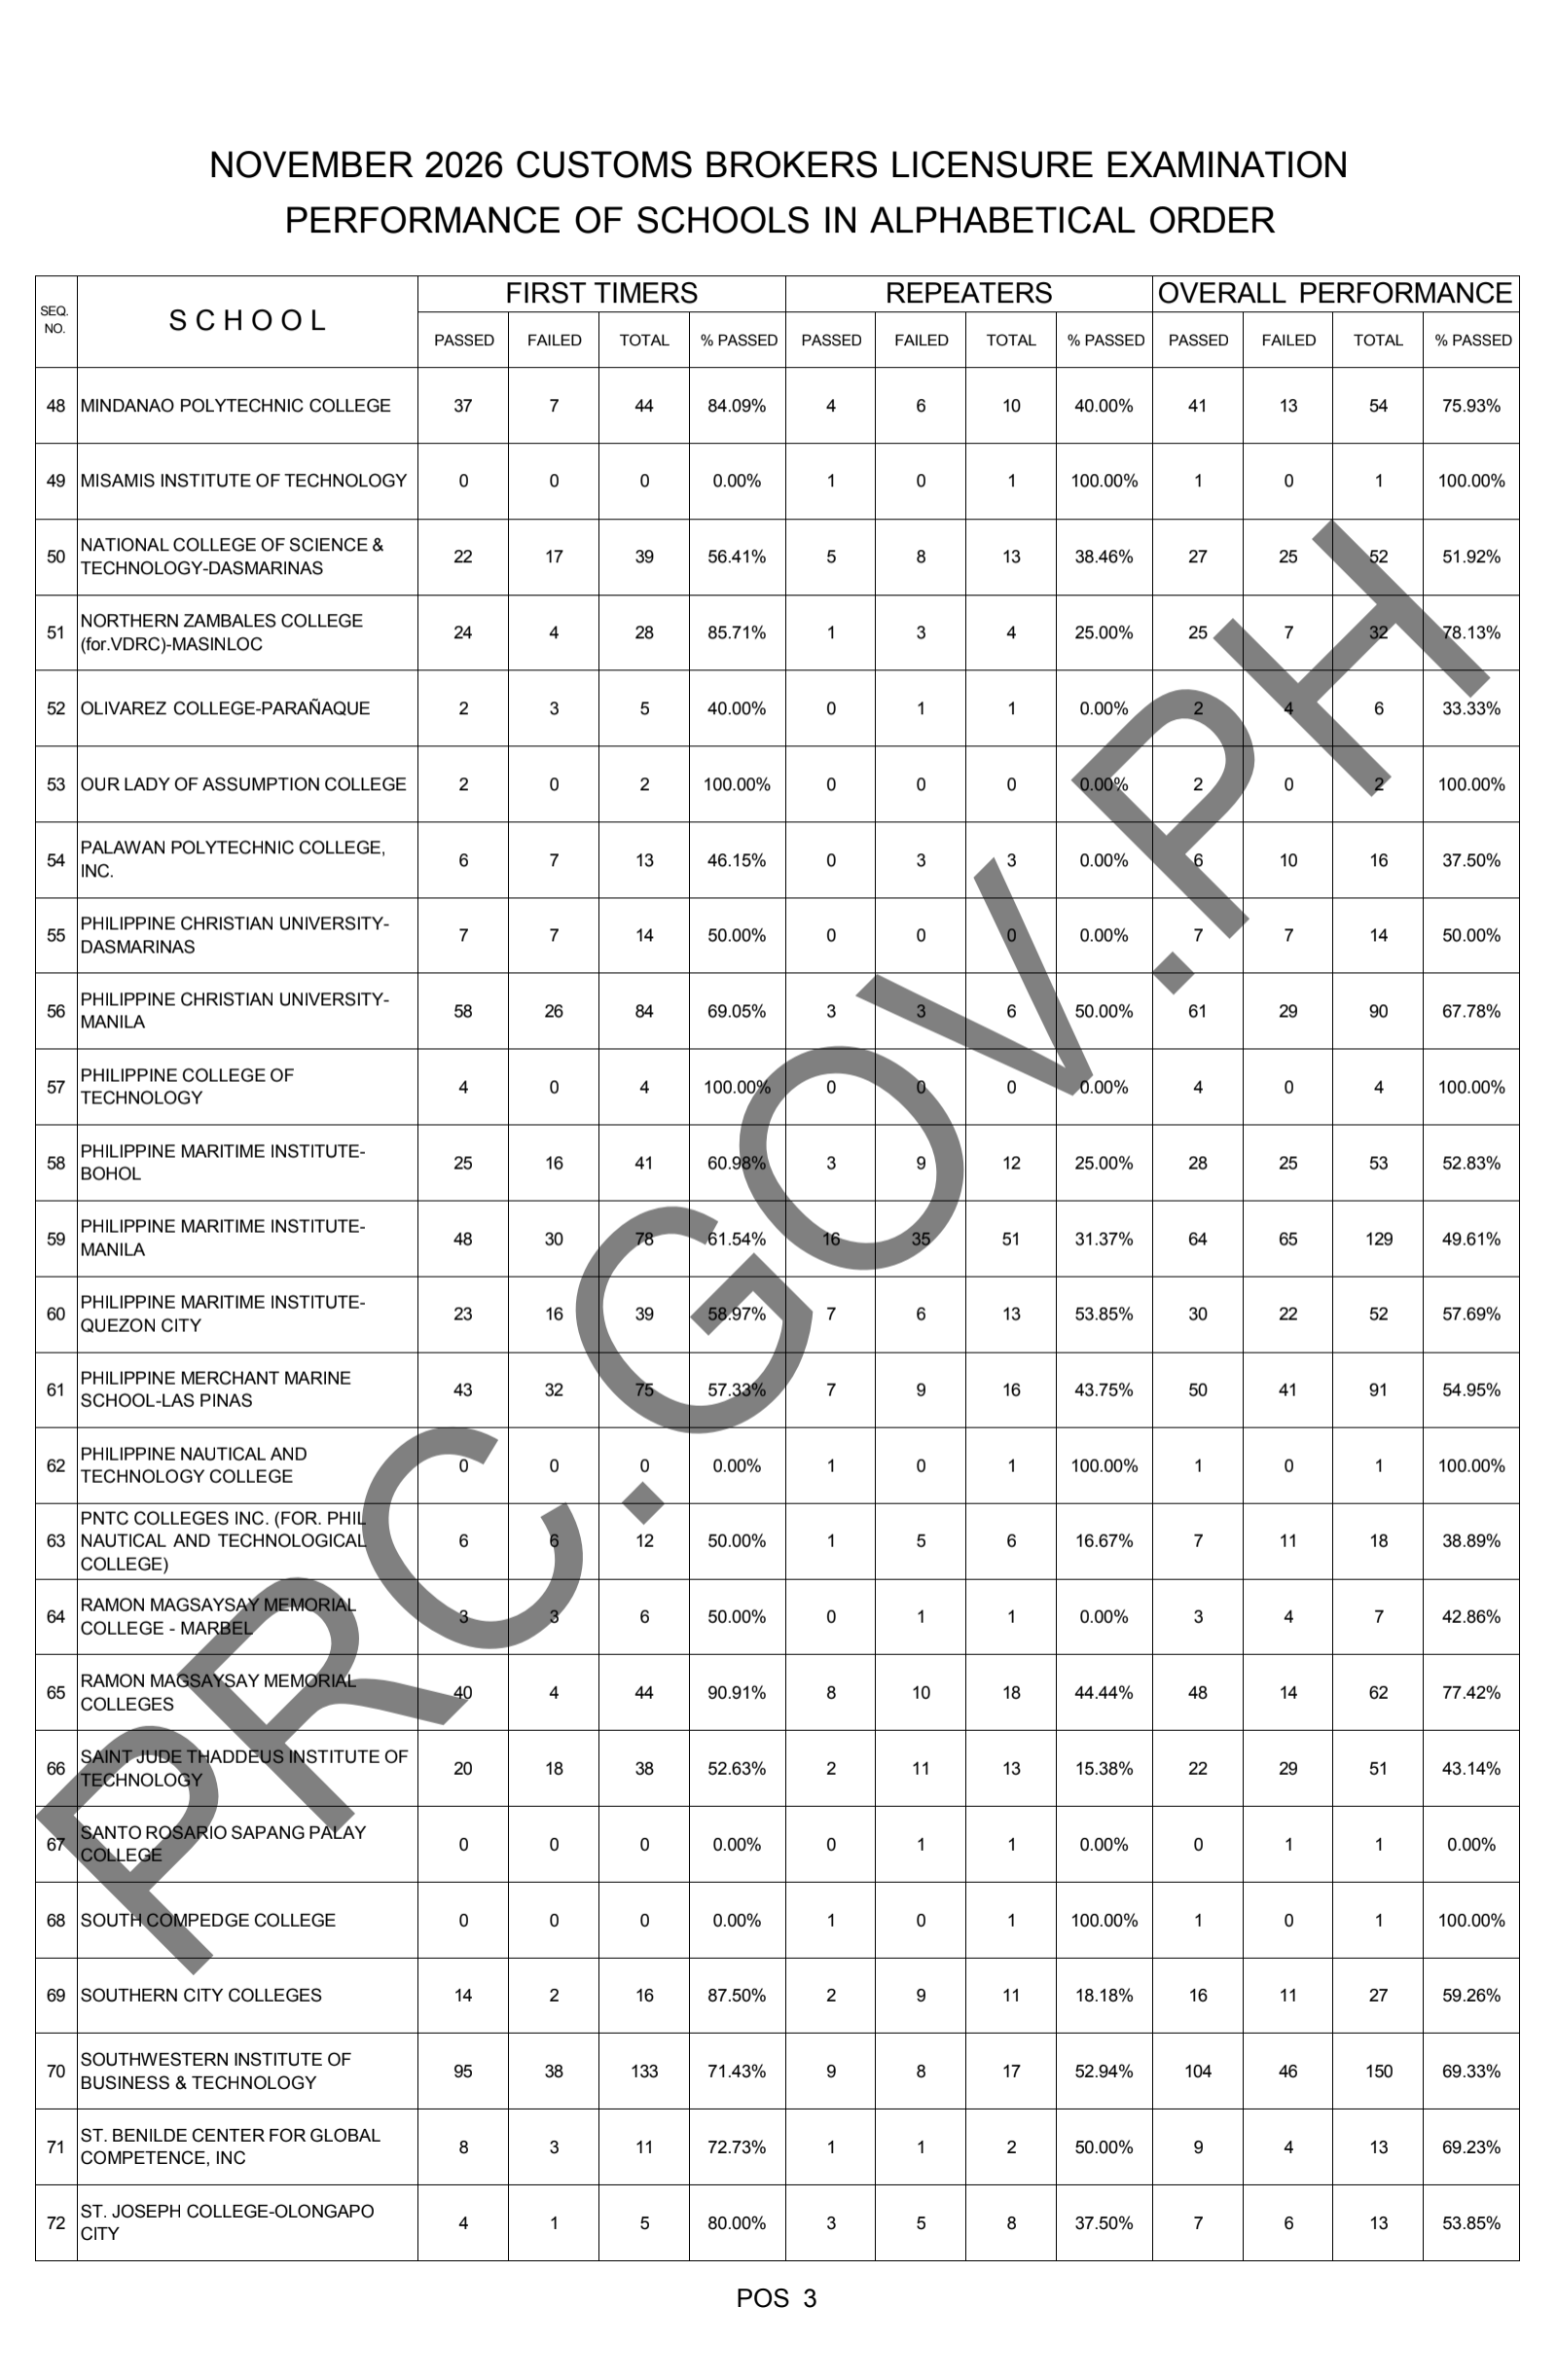 NOVEMBER 2026 CUSTOMS BROKERS LICENSURE EXAMINATION
PERFORMANCE OF SCHOOLS IN ALPHABETICAL ORDER
SEQ. NO. SCHOOL FIRST TIMERS REPEATERS OVERALL PERFORMANCE
PASSED FAILED TOTAL % PASSED PASSED FAILED TOTAL % PASSED PASSED FAILED TOTAL % PASSED
48 MINDANAO POLYTECHNIC COLLEGE 37 7 44 84.09% 4 6 10 40.00% 41 13 54 75.93%
49 MISAMIS INSTITUTE OF TECHNOLOGY 0 0 0 0.00% 1 0 1 100.00% 1 0 1 100.00%
50 NATIONAL COLLEGE OF SCIENCE &
TECHNOLOGY-DASMARINAS 22 17 39 56.41% 5 8 13 38.46% 27 25 52 51.92%
51 NORTHERN ZAMBALES COLLEGE
(for.VDRC)-MASINLOC 24 4 28 85.71% 1 3 4 25.00% 25 7 32 78.13%
52 OLIVAREZ COLLEGE-PARAÑAQUE 2 3 5 40.00% 0 1 1 0.00% 2 4 6 33.33%
53 OUR LADY OF ASSUMPTION COLLEGE 2 0 2 100.00% 0 0 0 0.00% 2 0 2 100.00%
54 PALAWAN POLYTECHNIC COLLEGE,
INC. 6 7 13 46.15% 0 3 3 0.00% 6 10 16 37.50%
55 PHILIPPINE CHRISTIAN UNIVERSITY-
DASMARINAS 7 7 14 50.00% 0 0 0 0.00% 7 7 14 50.00%
56 PHILIPPINE CHRISTIAN UNIVERSITY-
MANILA 58 26 84 69.05% 3 3 6 50.00% 61 29 90 67.78%
57 PHILIPPINE COLLEGE OF
TECHNOLOGY 4 0 4 100.00% 0 0 0 0.00% 4 0 4 100.00%
58 PHILIPPINE MARITIME INSTITUTE-
BOHOL 25 16 41 60.98% 3 9 12 25.00% 28 25 53 52.83%
59 PHILIPPINE MARITIME INSTITUTE-
MANILA 48 30 78 61.54% 16 35 51 31.37% 64 65 129 49.61%
60 PHILIPPINE MARITIME INSTITUTE-
QUEZON CITY 23 16 39 58.97% 7 6 13 53.85% 30 22 52 57.69%
61 PHILIPPINE MERCHANT MARINE
SCHOOL-LAS PINAS 43 32 75 57.33% 7 9 16 43.75% 50 41 91 54.95%
62 PHILIPPINE NAUTICAL AND
TECHNOLOGY COLLEGE 0 0 0 0.00% 1 0 1 100.00% 1 0 1 100.00%
63 PNTC COLLEGES INC. (FOR. PHIL
NAUTICAL AND TECHNOLOGICAL
COLLEGE) 6 6 12 50.00% 1 5 6 16.67% 7 11 18 38.89%
64 RAMON MAGSAYSAY MEMORIAL
COLLEGE - MARBEL 3 3 6 50.00% 0 1 1 0.00% 3 4 7 42.86%
65 RAMON MAGSAYSAY MEMORIAL
COLLEGES 40 4 44 90.91% 8 10 18 44.44% 48 14 62 77.42%
66 SAINT JUDE THADDEUS INSTITUTE OF
TECHNOLOGY 20 18 38 52.63% 2 11 13 15.38% 22 29 51 43.14%
67 SANTO ROSARIO SAPANG PALAY
COLLEGE 0 0 0 0.00% 0 1 1 0.00% 0 1 1 0.00%
68 SOUTH COMPEDGE COLLEGE 0 0 0 0.00% 1 0 1 100.00% 1 0 1 100.00%
69 SOUTHERN CITY COLLEGES 14 2 16 87.50% 2 9 11 18.18% 16 11 27 59.26%
70 SOUTHWESTERN INSTITUTE OF
BUSINESS & TECHNOLOGY 95 38 133 71.43% 9 8 17 52.94% 104 46 150 69.33%
71 ST. BENILDE CENTER FOR GLOBAL
COMPETENCE, INC 8 3 11 72.73% 1 1 2 50.00% 9 4 13 69.23%
72 ST. JOSEPH COLLEGE-OLONGAPO
CITY 4 1 5 80.00% 3 5 8 37.50% 7 6 13 53.85%
PRC.GOV.PH
POS 3